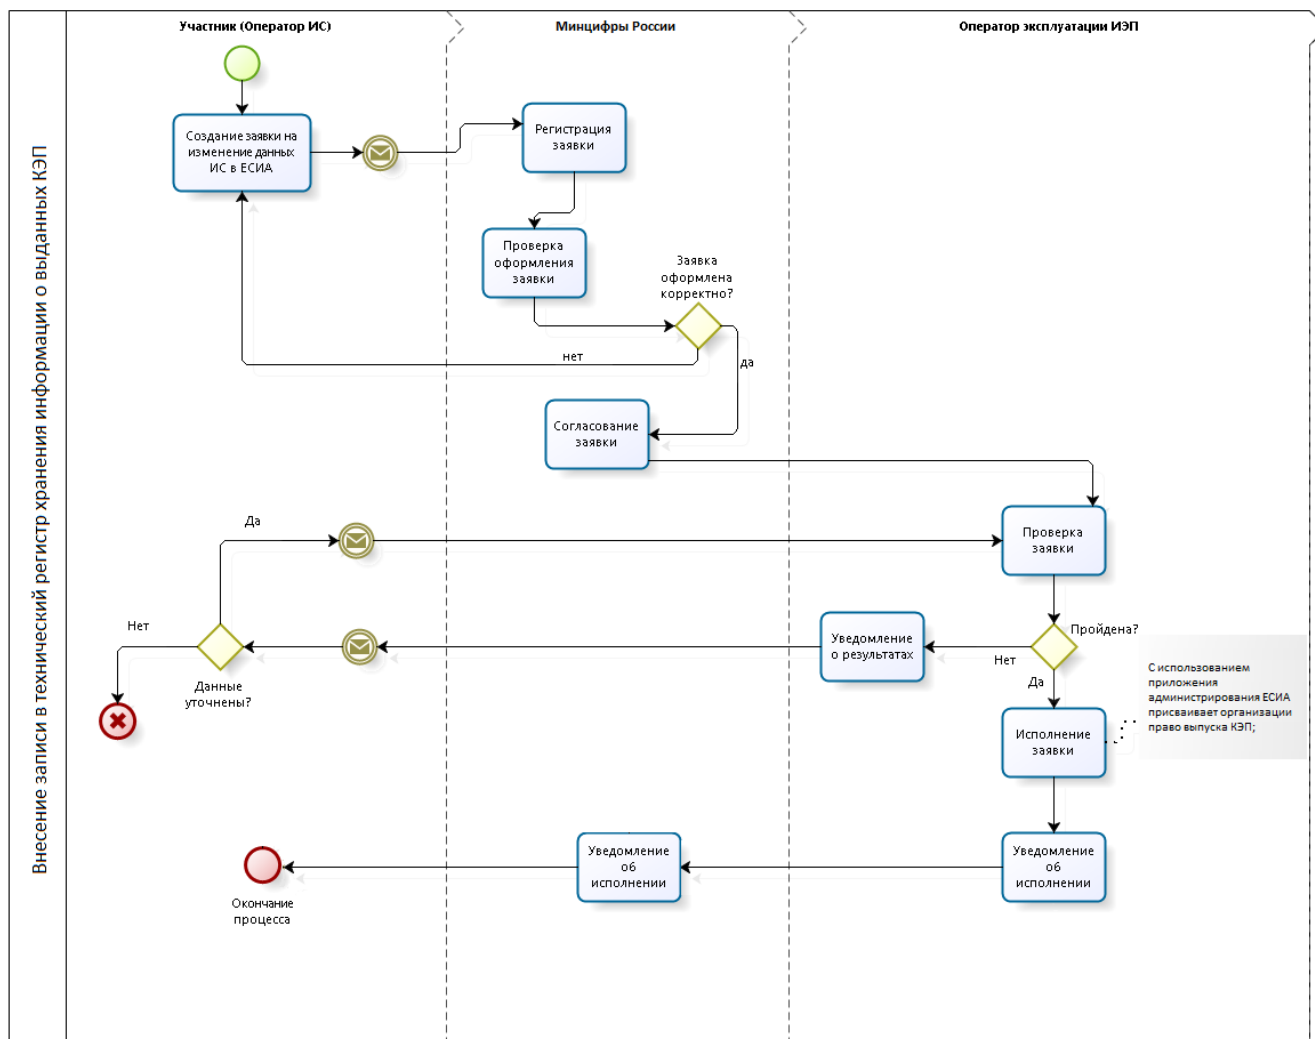 Внесение записи в технический регистр хранения информации о выданных КЭП
Участник (Оператор ИС)
Минцифры России
Оператор эксплуатации ИЭП
Создание заявки на
изменение данных
ИС в ЕСИА
Регистрация
заявки
Проверка
оформления
заявки
Заявка
оформлена
корректно?
нет
да
Согласование
заявки
Да
Проверка
заявки
Нет
Данные
уточнены?
Уведомление
о результатах
Пройдена?
Нет
Да
С использованием
приложения
администрирования ЕСИА
присваивает организации
право выпуска КЭП;
Исполнение
заявки
Окончание
процесса
Уведомление
об
исполнении
Уведомление
об
исполнении